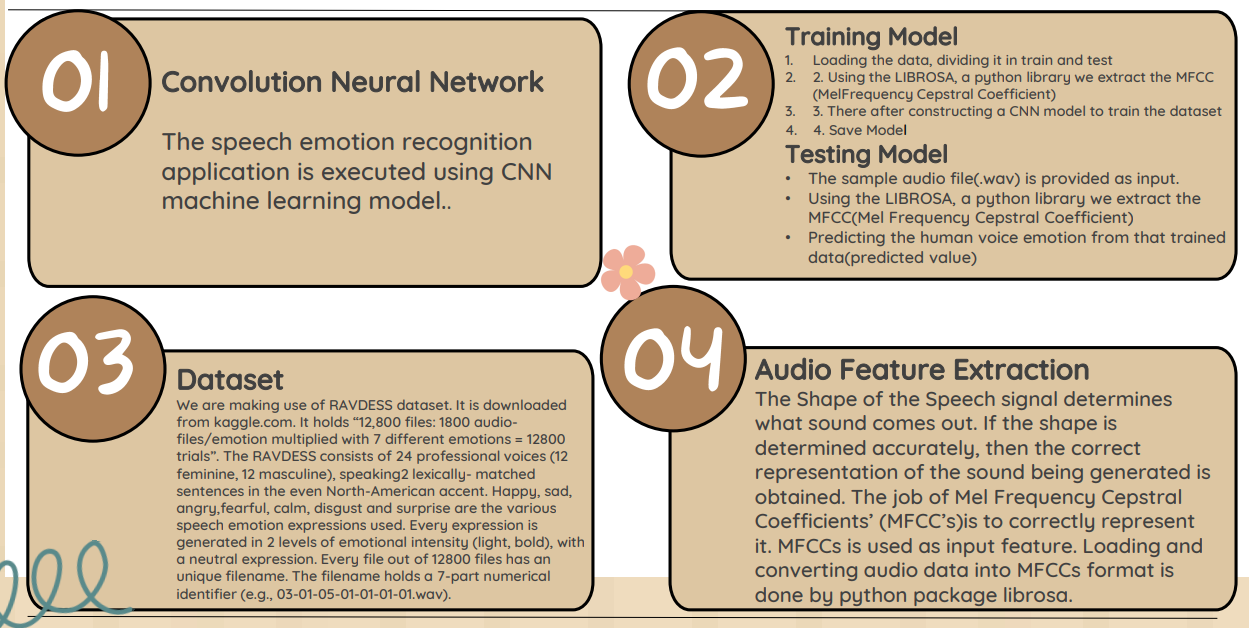 01
Convolution Neural Network
The speech emotion recognition
application is executed using CNN
machine learning model..
02
Training Model
1. Loading the data, dividing it in train and test
2. 2. Using the LIBROSA, a python library we extract the MFCC
(MelFrequency Cepstral Coefficient)
3. 3. There after constructing a CNN model to train the dataset
4. 4. Save Model
Testing Model
• The sample audio file(.wav) is provided as input.
• Using the LIBROSA, a python library we extract the
MFCC(Mel Frequency Cepstral Coefficient)
• Predicting the human voice emotion from that trained
data(predicted value)
03
Dataset
We are making use of RAVDESS dataset. It is downloaded
from kaggle.com. It holds “12,800 files: 1800 audio-
files/emotion multiplied with 7 different emotions = 12800
trials”. The RAVDESS consists of 24 professional voices (12
feminine, 12 masculine), speaking2 lexically- matched
sentences in the even North-American accent. Happy, sad,
angry,fearful, calm, disgust and surprise are the various
speech emotion expressions used. Every expression is
generated in 2 levels of emotional intensity (light, bold), with
a neutral expression. Every file out of 12800 files has an
unique filename. The filename holds a 7-part numerical
identifier (e.g., 03-01-05-01-01-01-01.wav).
04
Audio Feature Extraction
The Shape of the Speech signal determines
what sound comes out. If the shape is
determined accurately, then the correct
representation of the sound being generated is
obtained. The job of Mel Frequency Cepstral
Coefficients’ (MFCC’s)is to correctly represent
it. MFCCs is used as input feature. Loading and
converting audio data into MFCCs format is
done by python package librosa.